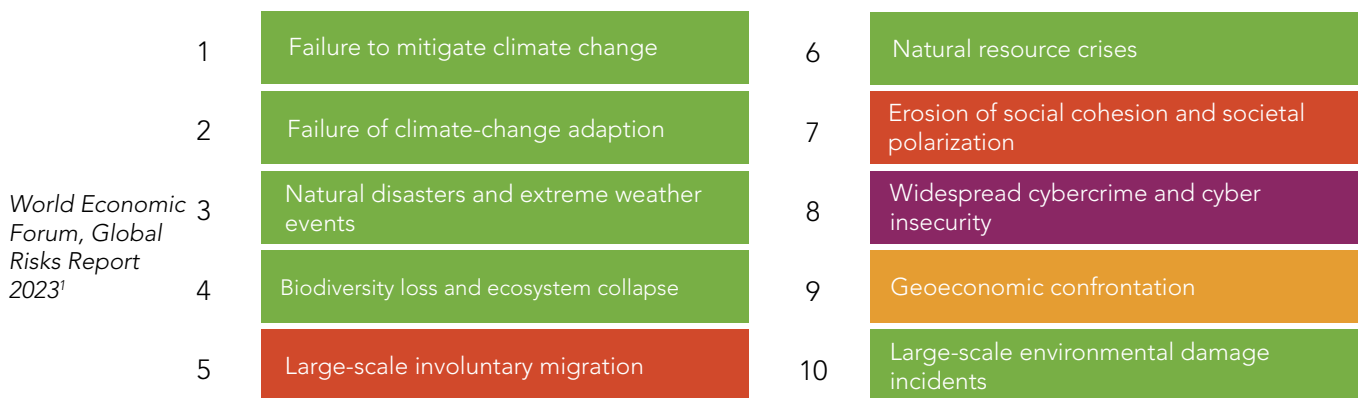 World Economic
Forum, Global
Risks Report
2023¹
1
Failure to mitigate climate change
2
Failure of climate-change adaption
3
Natural disasters and extreme weather
events
4
Biodiversity loss and ecosystem collapse
5
Large-scale involuntary migration
6
Natural resource crises
7
Erosion of social cohesion and societal
polarization
8
Widespread cybercrime and cyber
insecurity
9
Geoeconomic confrontation
10
Large-scale environmental damage
incidents